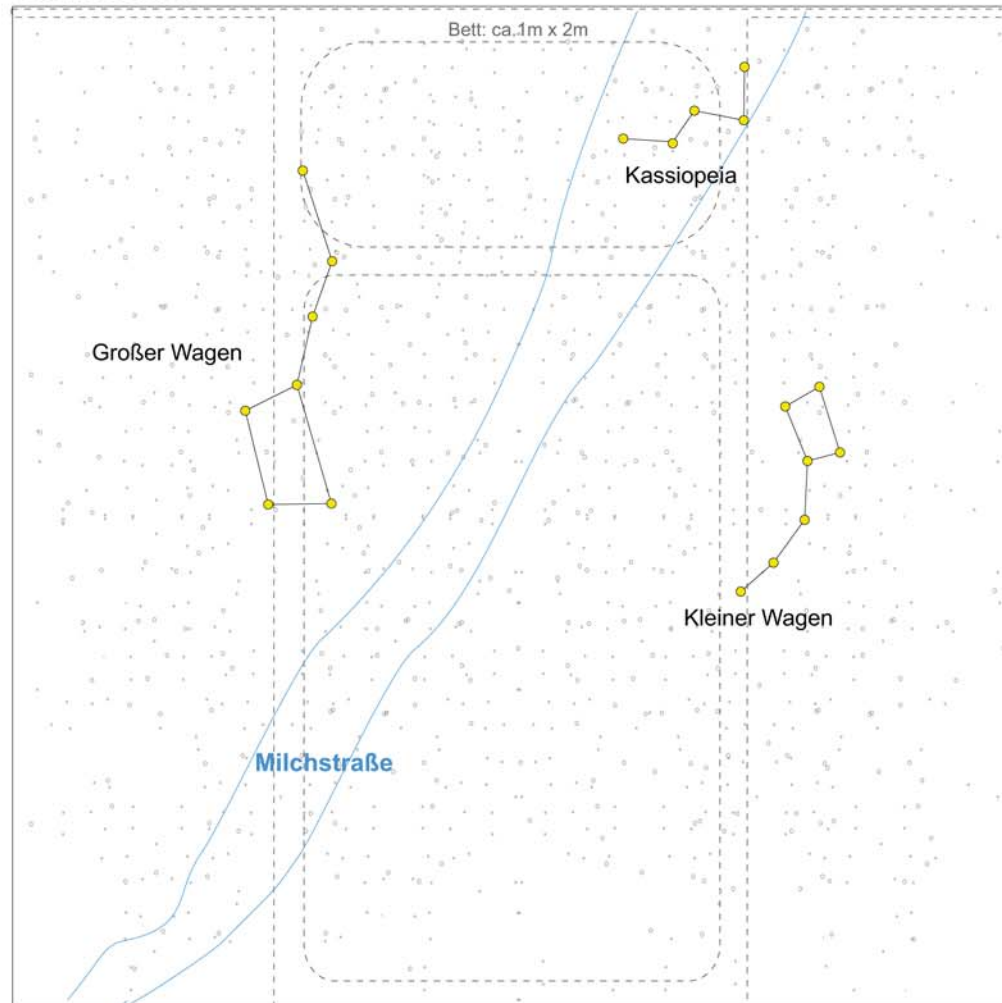 Bett: ca.1m x 2m
Kassiopeia
Großer Wagen
Kleiner Wagen
Milchstraße